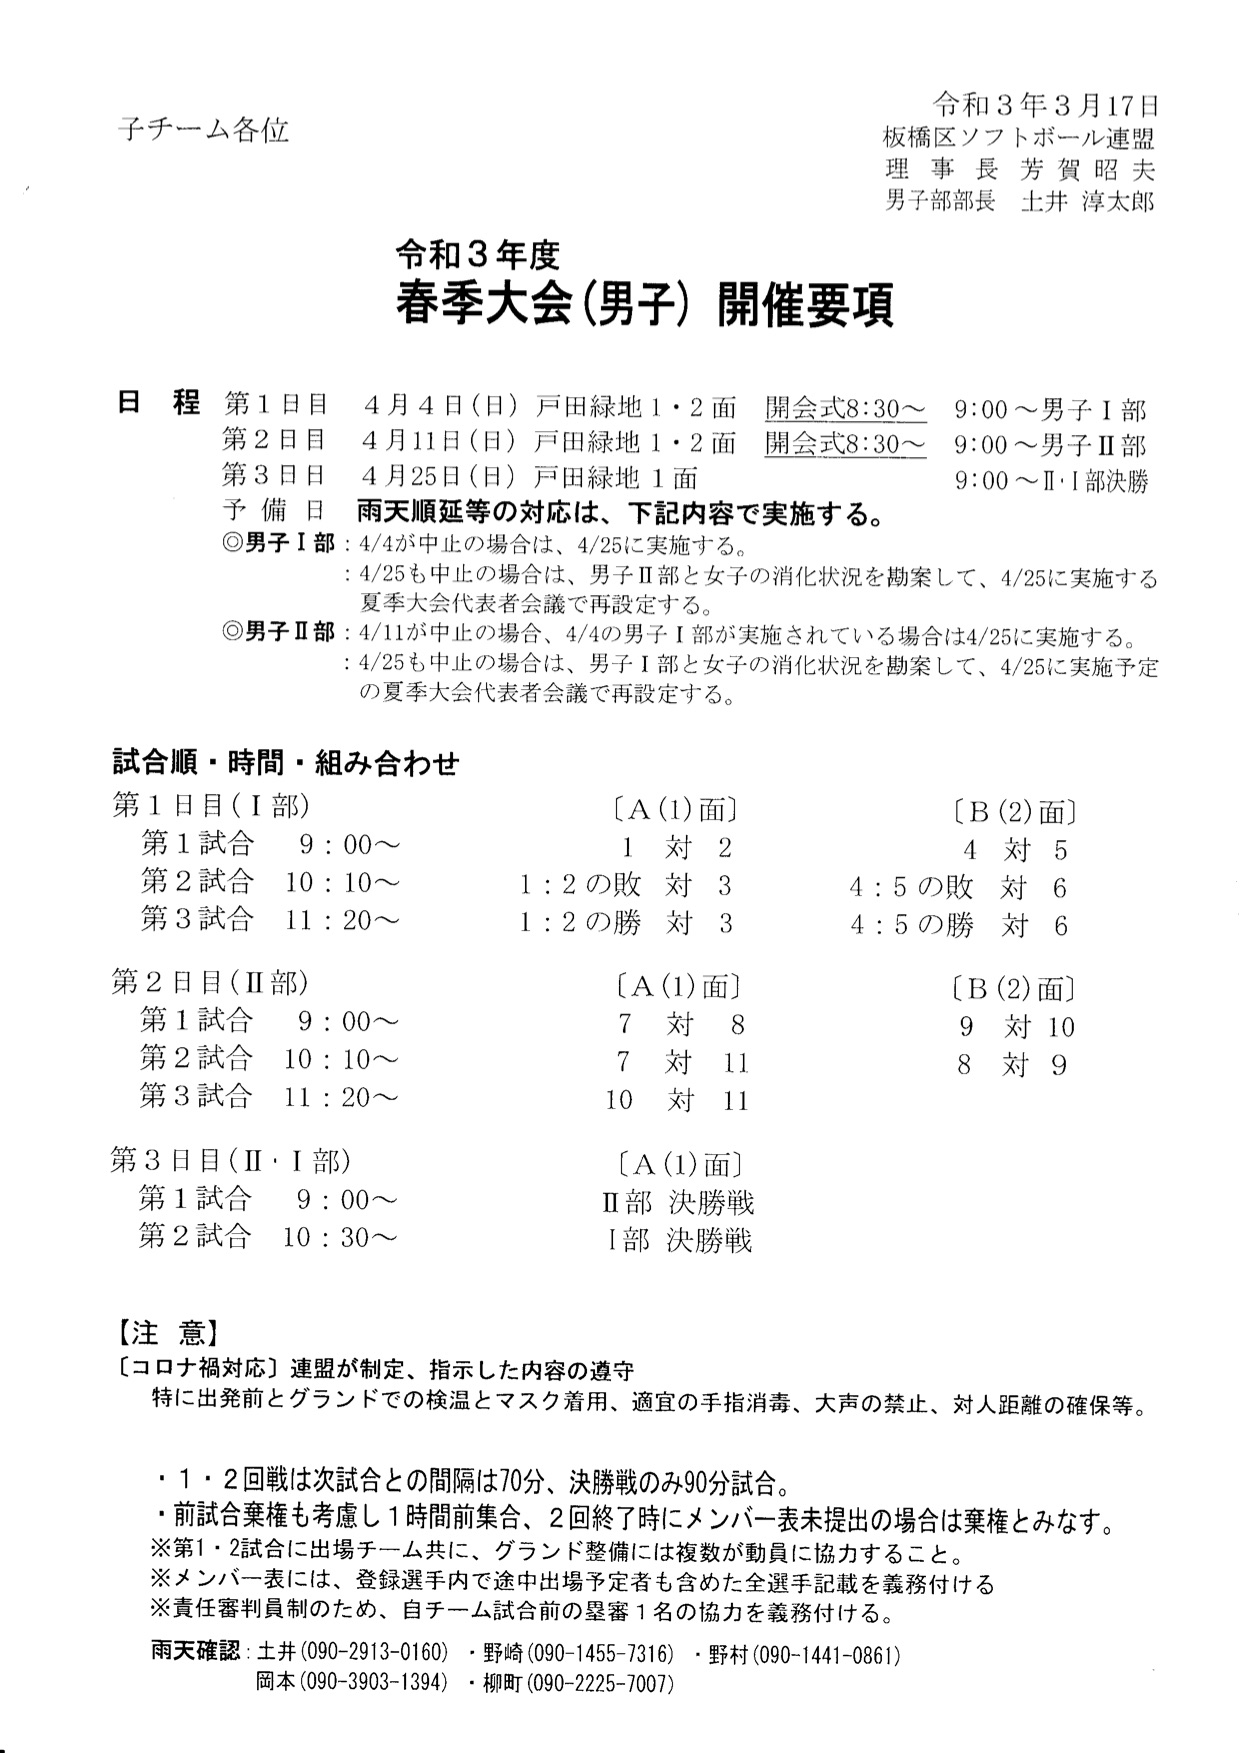 令和３年３月17日
子チーム各位
板橋区ソフトボール連盟
理事長 芳賀昭夫
男子部部長 土井 淳太郎
令和３年度
春季大会（男子）開催要項
日 程 第１日目 ４月４日（日） 戸田緑地１・２面 開会式8:30～ 9:00～男子Ⅰ部
第２日目 ４月11日（日） 戸田緑地１・２面 開会式8:30～ 9:00～男子Ⅱ部
第３日目 ４月25日（日） 戸田緑地１面 9:00～Ⅱ・Ⅰ部決勝
予備日 雨天順延等の対応は、下記内容で実施する。
◎男子Ⅰ部：4/4が中止の場合は、4/25に実施する。
：4/25も中止の場合は、男子Ⅱ部と女子の消化状況を勘案して、4/25に実施する
夏季大会代表者会議で再設定する。
◎男子Ⅱ部：4/11が中止の場合、4/4の男子Ⅰ部が実施されている場合は4/25に実施する。
：4/25も中止の場合は、男子Ⅰ部と女子の消化状況を勘案して、4/25に実施予定
の夏季大会代表者会議で再設定する。
試合順・時間・組み合わせ
第１日目（Ⅰ部） 〔A(1)面〕 〔B(2)面〕
第１試合 9：00～ 1 対 2 4 対 5
第２試合 10：10～ 1：2の敗 対 3 4：5の敗 対 6
第３試合 11：20～ 1：2の勝 対 3 4：5の勝 対 6
第２日目（Ⅱ部） 〔A(1)面〕 〔B(2)面〕
第１試合 9：00～ 7 対 8 9 対 10
第２試合 10：10～ 7 対 11 8 対 9
第３試合 11：20～ 10 対 11
第３日目（Ⅱ・Ⅰ部） 〔A(1)面〕
第１試合 9：00～ Ⅱ部 決勝戦
第２試合 10：30～ Ⅰ部 決勝戦
【注 意】
〔コロナ禍対応〕連盟が制定、指示した内容の遵守
特に出発前とグランドでの検温とマスク着用、適宜の手指消毒、大声の禁止、対人距離の確保等。
・１・２回戦は次試合との間隔は70分、決勝戦のみ90分試合。
・前試合棄権も考慮し１時間前集合、２回終了時にメンバー表未提出の場合は棄権とみなす。
※第1・2試合に出場チーム共に、グランド整備には複数が動員に協力すること。
※メンバー表には、登録選手内で途中出場予定者も含めた全選手記載を義務付ける
※責任審判員制のため、自チーム試合前の塁審１名の協力を義務付ける。
雨天確認：土井(090-2913-0160) ・野崎(090-1455-7316) ・野村(090-1441-0861)
岡本(090-3903-1394) ・柳町(090-2225-7007)